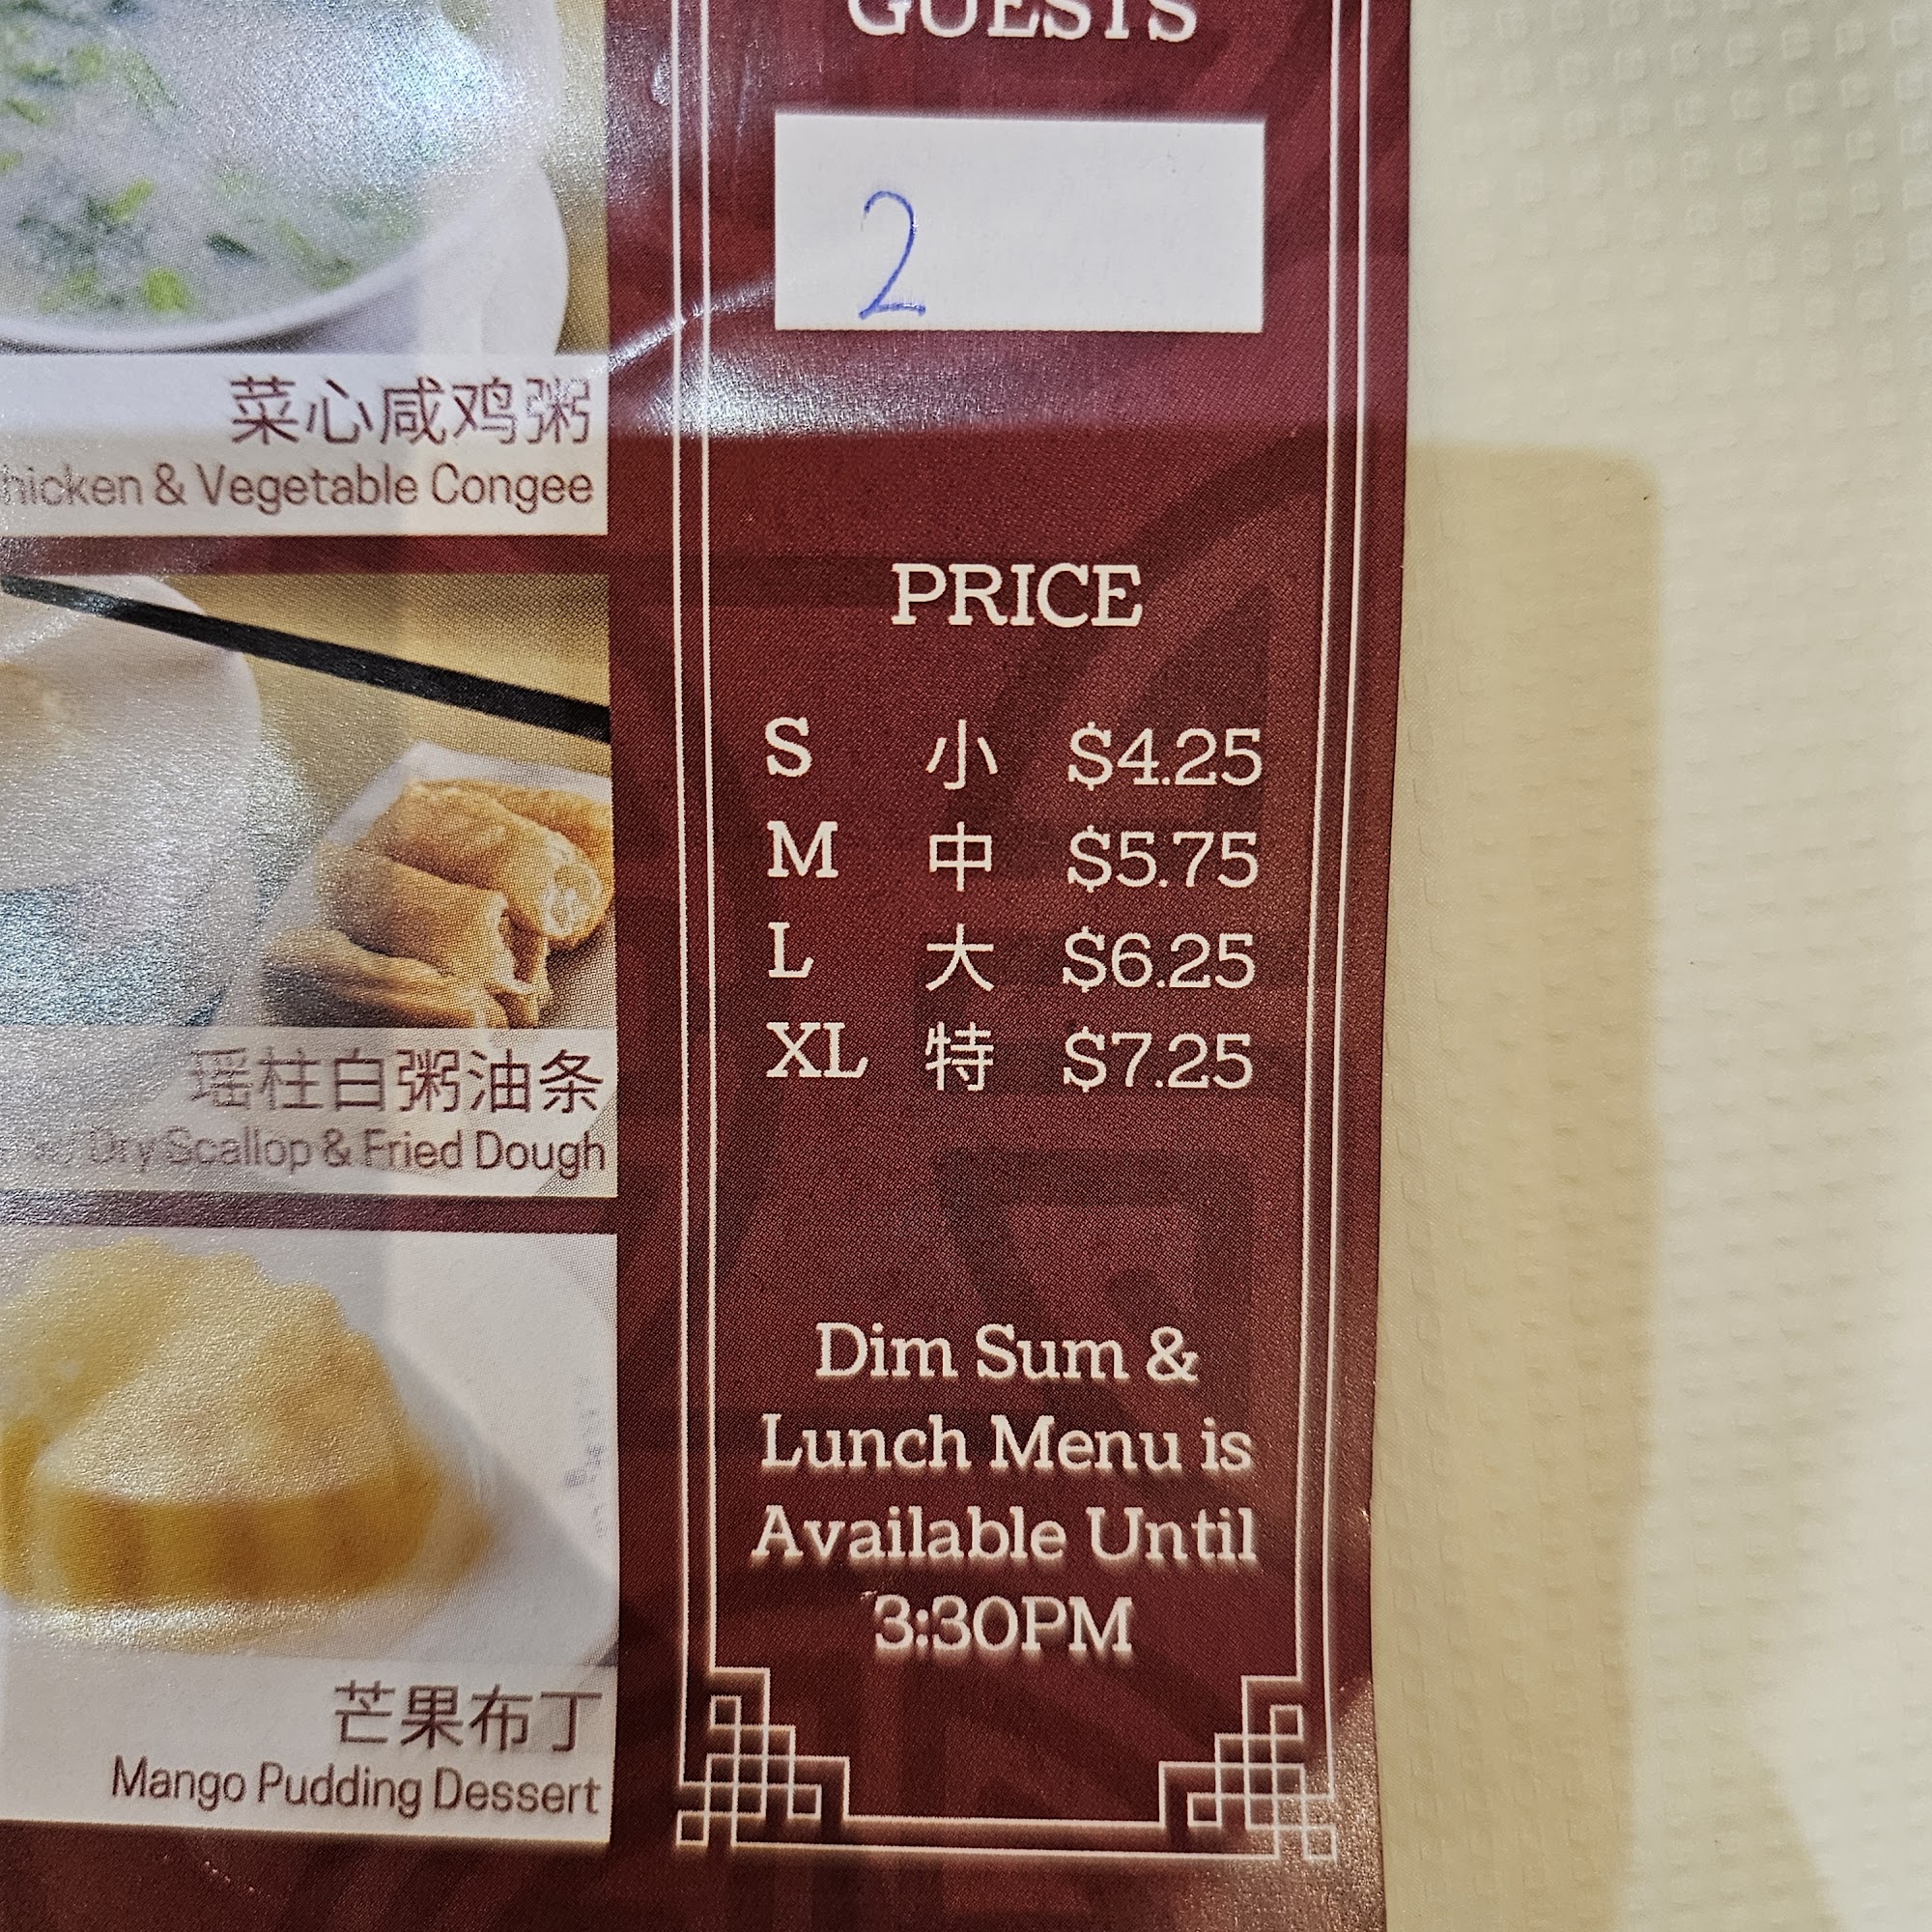 GUESTS
2
菜心咸鸡粥
& Vegetable Congee
瑶柱白粥油条
Dry Scallop & Fried Dough
芒果布丁
Mango Pudding Dessert
PRICE
S 小 $4.25
M 中 $5.75
L 大 $6.25
XL 特 $7.25
Dim Sum &
Lunch Menu is
Available Until
3:30PM